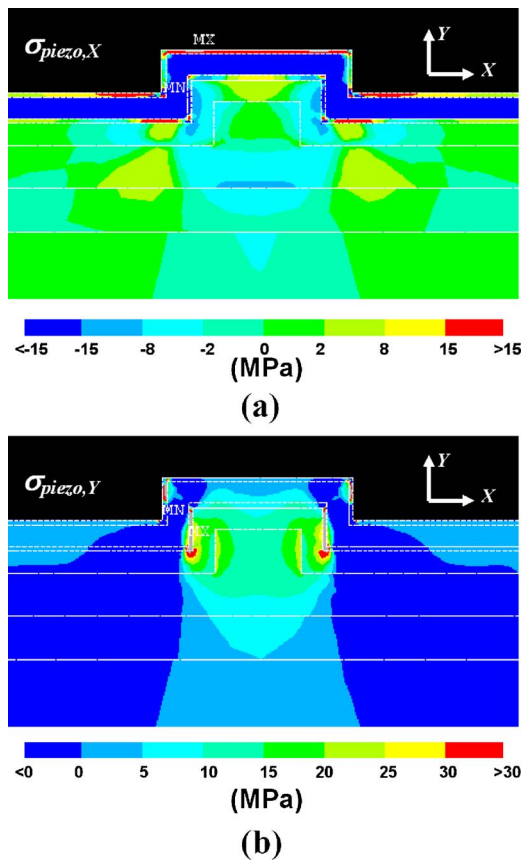 σpiezo,X
MX
Y
X
MN
<-15 -15 -8 -2 0 2 8 15 >15
(MPa)
(a)
σpiezo,Y
Y
X
MN
MX
<0 0 5 10 15 20 25 30 >30
(MPa)
(b)